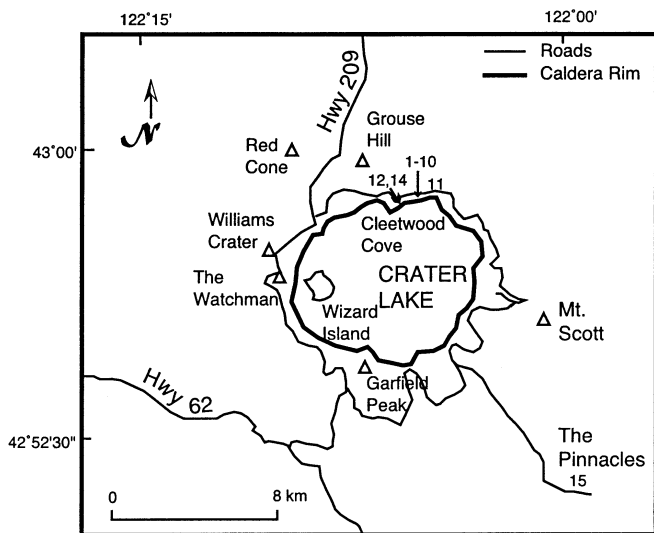 122°15'
122°00'
Roads
Caldera Rim
Hwy 209
N
Grouse
Hill
Red
Cone
43°00'
1-10
12,14
11
Williams
Crater
Cleetwood
Cove
The
Watchman
CRATER
LAKE
Wizard
Island
Mt.
Scott
Garfield
Peak
Hwy 62
42°52'30"
The
Pinnacles
15
0
8 km